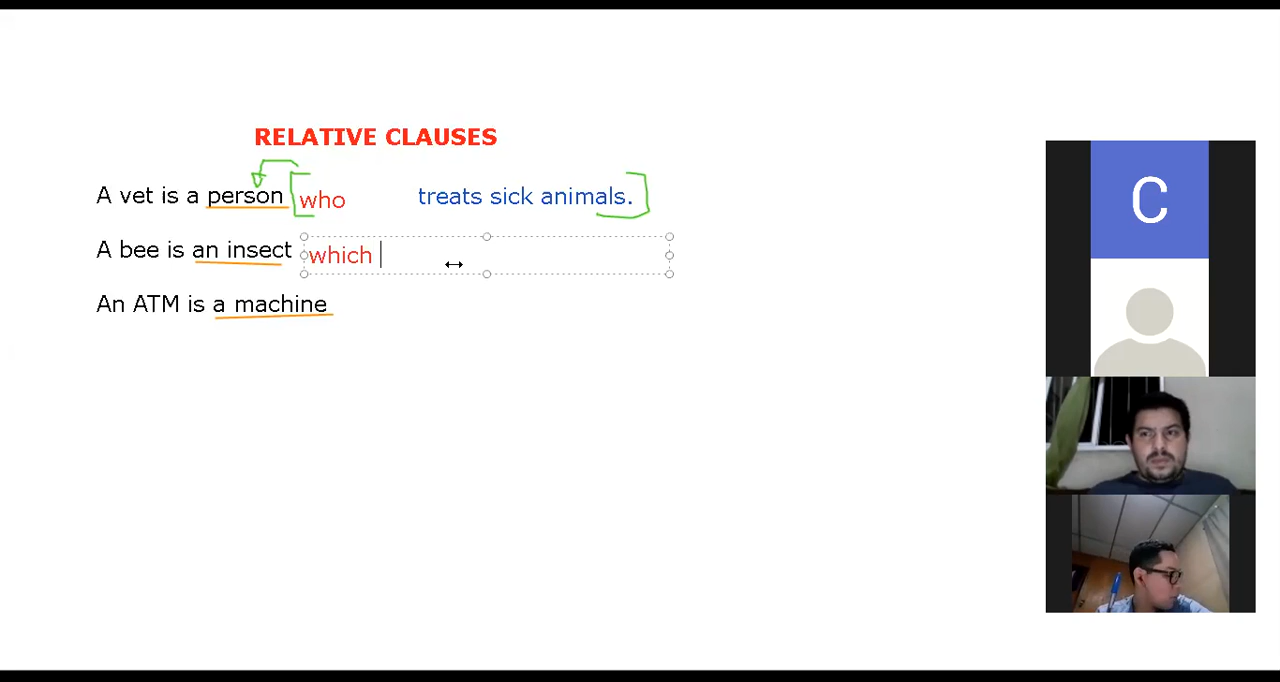 RELATIVE CLAUSES
A vet is a person who treats sick animals.
A bee is an insect which
An ATM is a machine
C